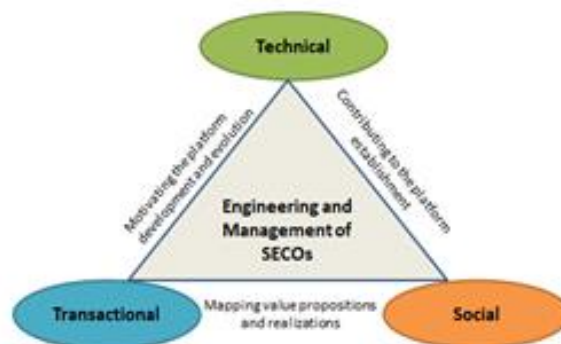 Technical
Motivating the platform
development and evolution
Contributing to the platform
establishment
Engineering and
Management of
SECOs
Transactional
Mapping value propositions
and realizations
Social